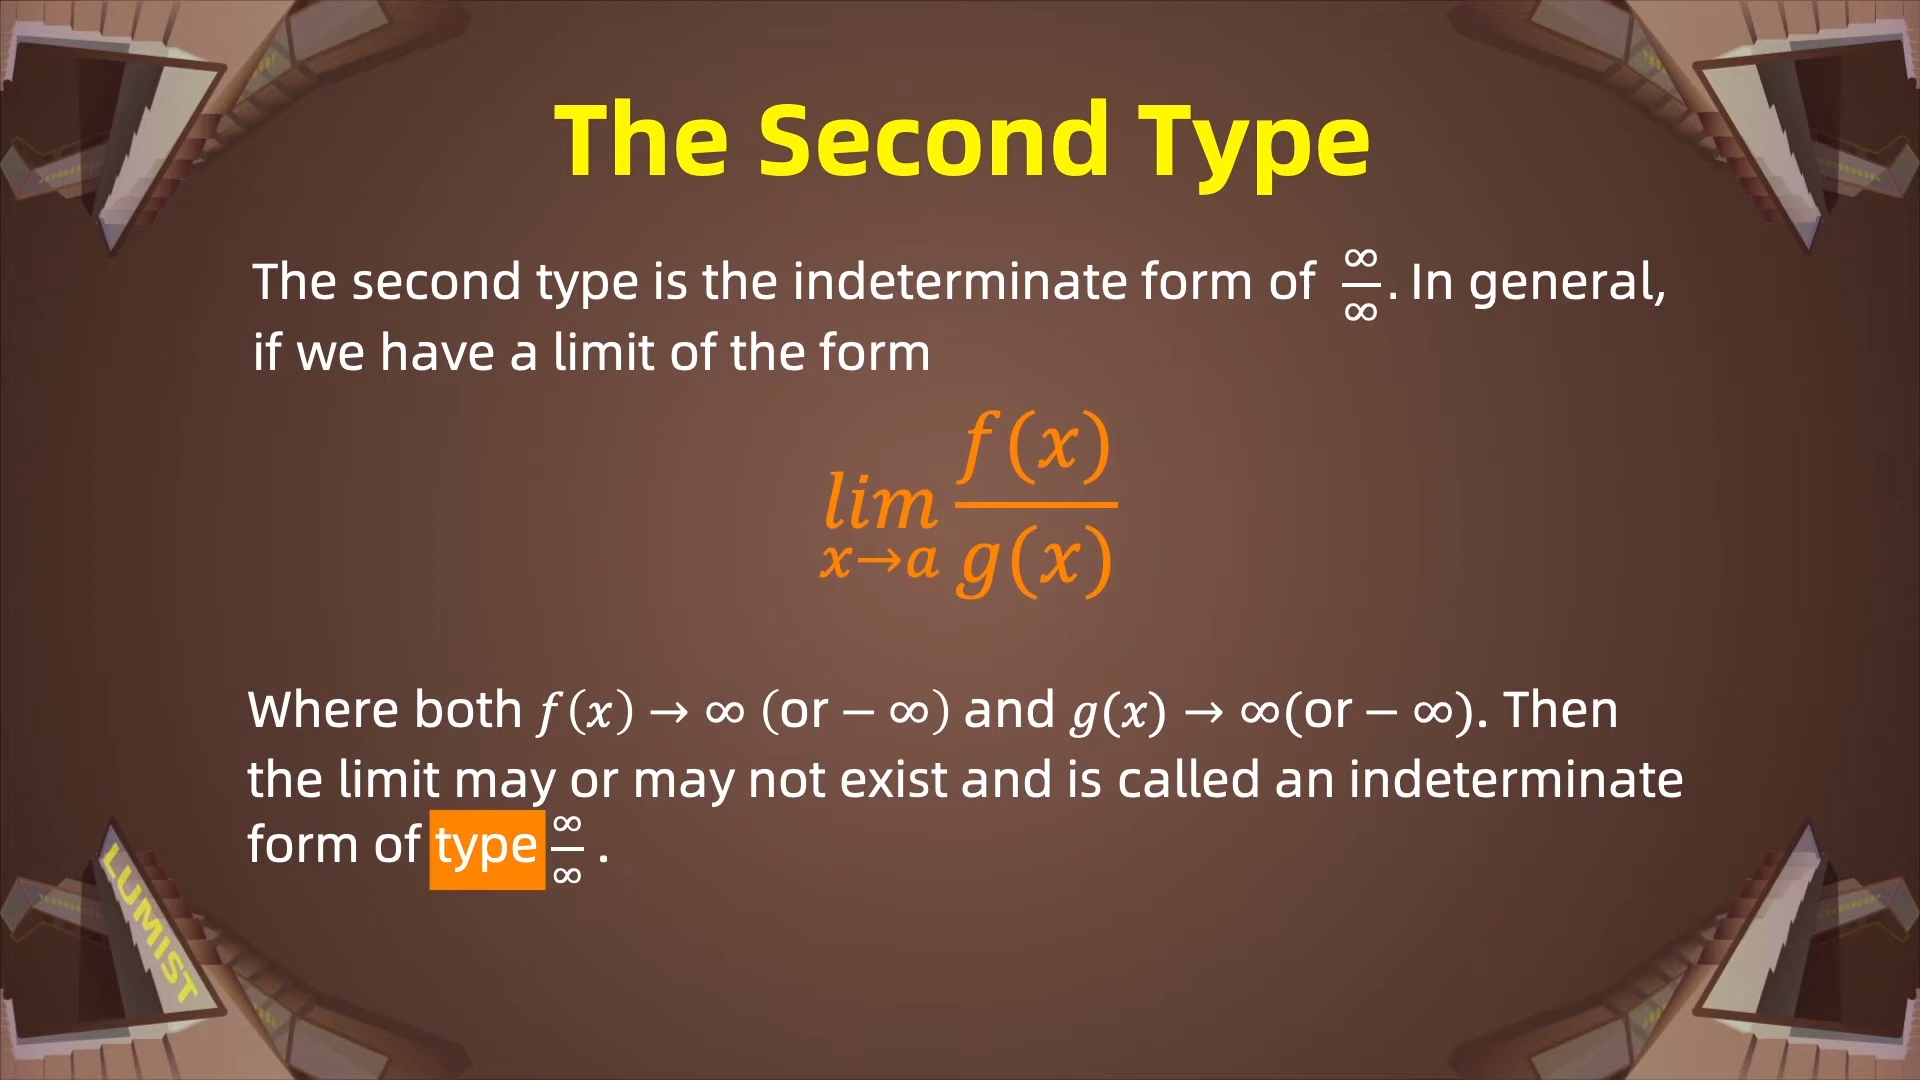 The Second Type
The second type is the indeterminate form of ∞/∞. In general,
if we have a limit of the form
lim x→a f(x)/g(x)
Where both f(x) → ∞ (or – ∞) and g(x) → ∞(or – ∞). Then
the limit may or may not exist and is called an indeterminate
form of type ∞/∞ .
LUMIST